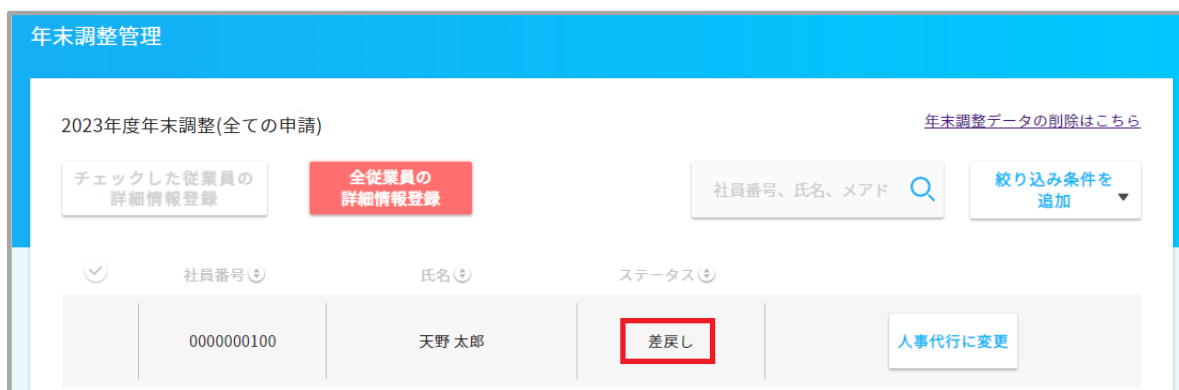 年末調整管理
2023年度年末調整(全ての申請)
年末調整データの削除はこちら
チェックした従業員の
詳細情報登録
全従業員の
詳細情報登録
社員番号、氏名、メアド
絞り込み条件を
追加
社員番号
氏名
ステータス
0000000100
天野 太郎
差戻し
人事代行に変更